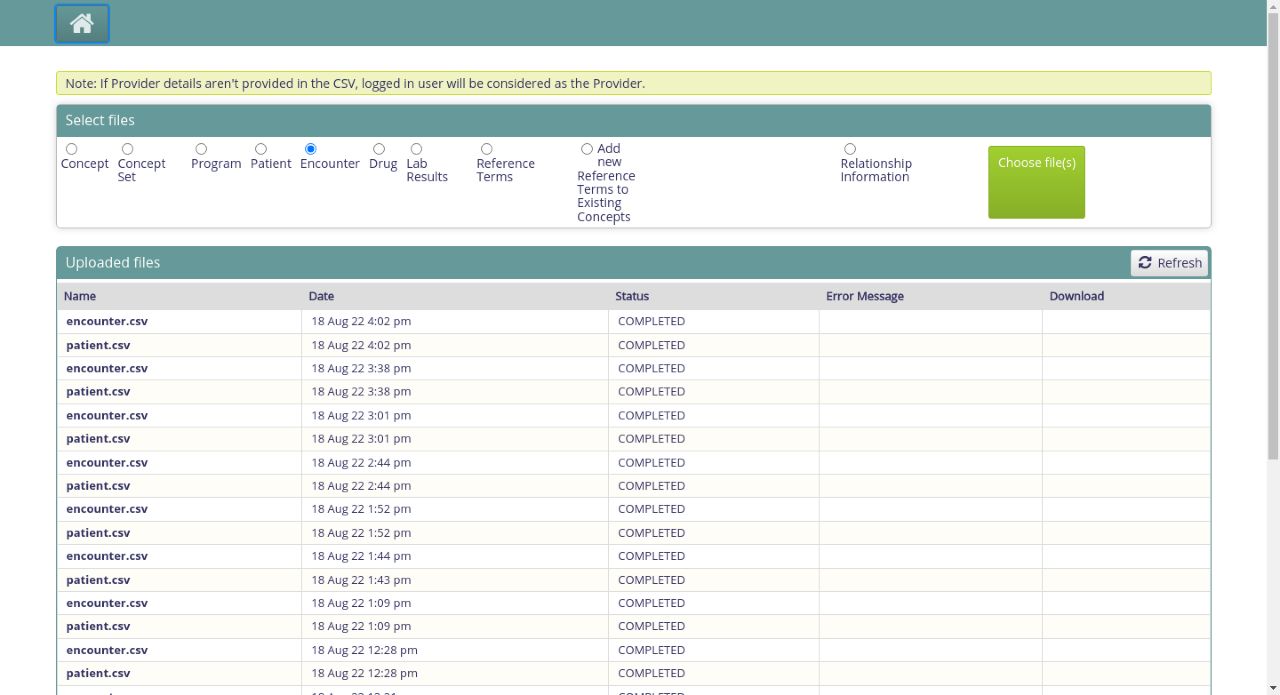 Note: If Provider details aren't provided in the CSV, logged in user will be considered as the Provider.
Select files
Concept
Concept
Set
Program
Patient
Encounter
Drug
Lab
Results
Reference
Terms
Add
new
Reference
Terms to
Existing
Concepts
Relationship
Information
Choose file(s)
Uploaded files
Refresh
Name Date Status Error Message Download
encounter.csv 18 Aug 22 4:02 pm COMPLETED
patient.csv 18 Aug 22 4:02 pm COMPLETED
encounter.csv 18 Aug 22 3:38 pm COMPLETED
patient.csv 18 Aug 22 3:38 pm COMPLETED
encounter.csv 18 Aug 22 3:01 pm COMPLETED
patient.csv 18 Aug 22 3:01 pm COMPLETED
encounter.csv 18 Aug 22 2:44 pm COMPLETED
patient.csv 18 Aug 22 2:44 pm COMPLETED
encounter.csv 18 Aug 22 1:52 pm COMPLETED
patient.csv 18 Aug 22 1:52 pm COMPLETED
encounter.csv 18 Aug 22 1:44 pm COMPLETED
patient.csv 18 Aug 22 1:43 pm COMPLETED
encounter.csv 18 Aug 22 1:09 pm COMPLETED
patient.csv 18 Aug 22 1:09 pm COMPLETED
encounter.csv 18 Aug 22 12:28 pm COMPLETED
patient.csv 18 Aug 22 12:28 pm COMPLETED